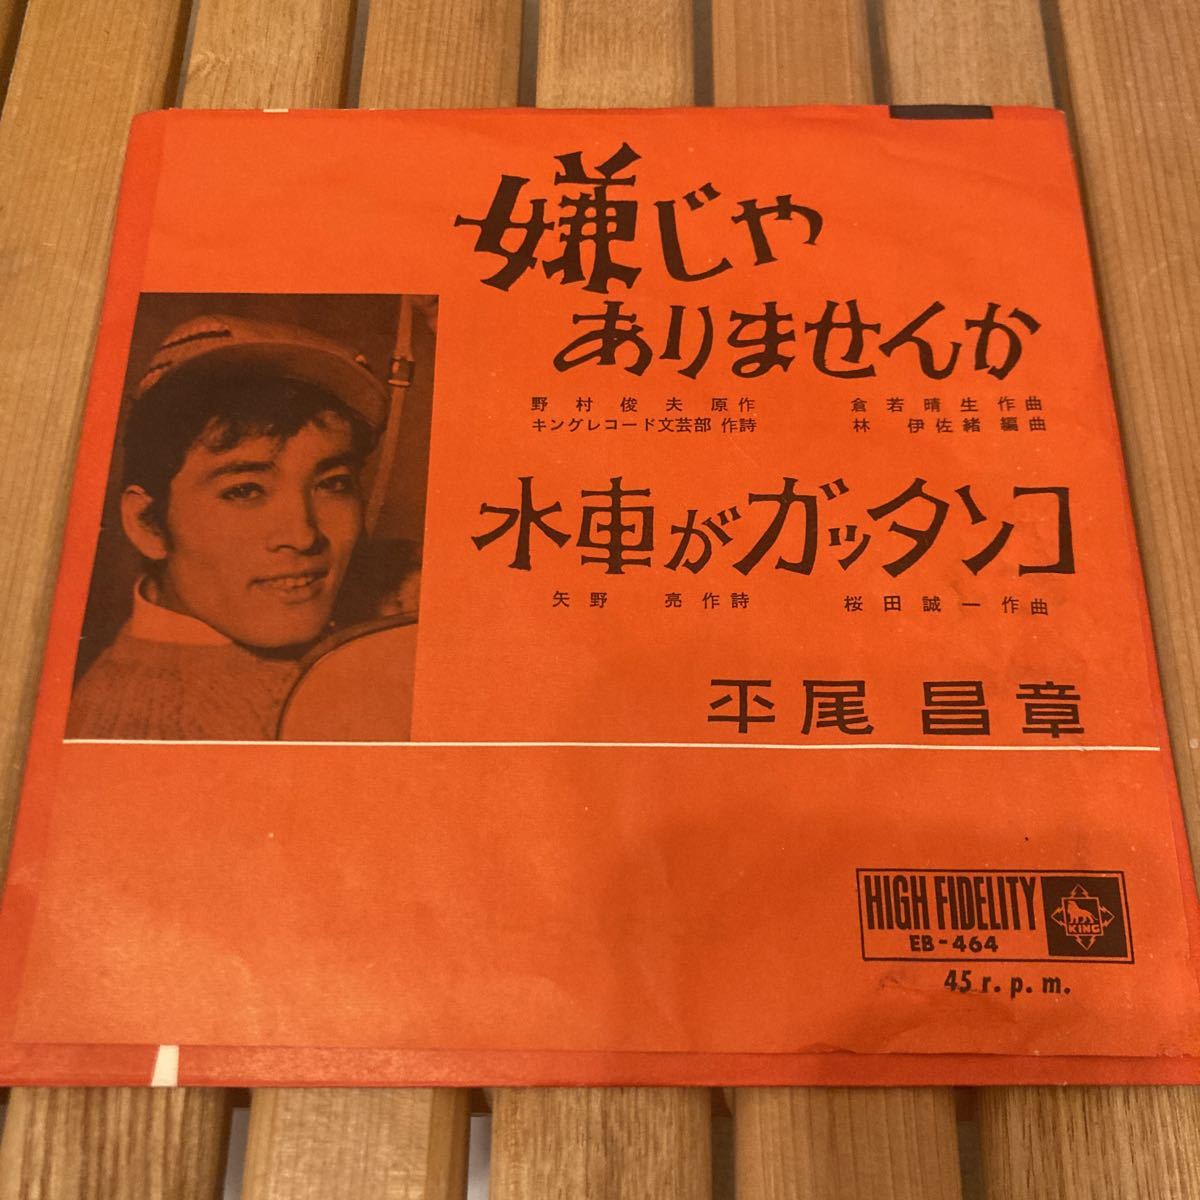 嫌じゃ
ありませんか
野村俊夫 原作　倉若晴生 作曲
キングレコード文芸部 作詩　林 伊佐緒 編曲
水車がガッタンコ
矢野 亮 作詩　桜田誠一 作曲
平尾昌章
HIGH FIDELITY
EB-464
KING
45 r.p.m.